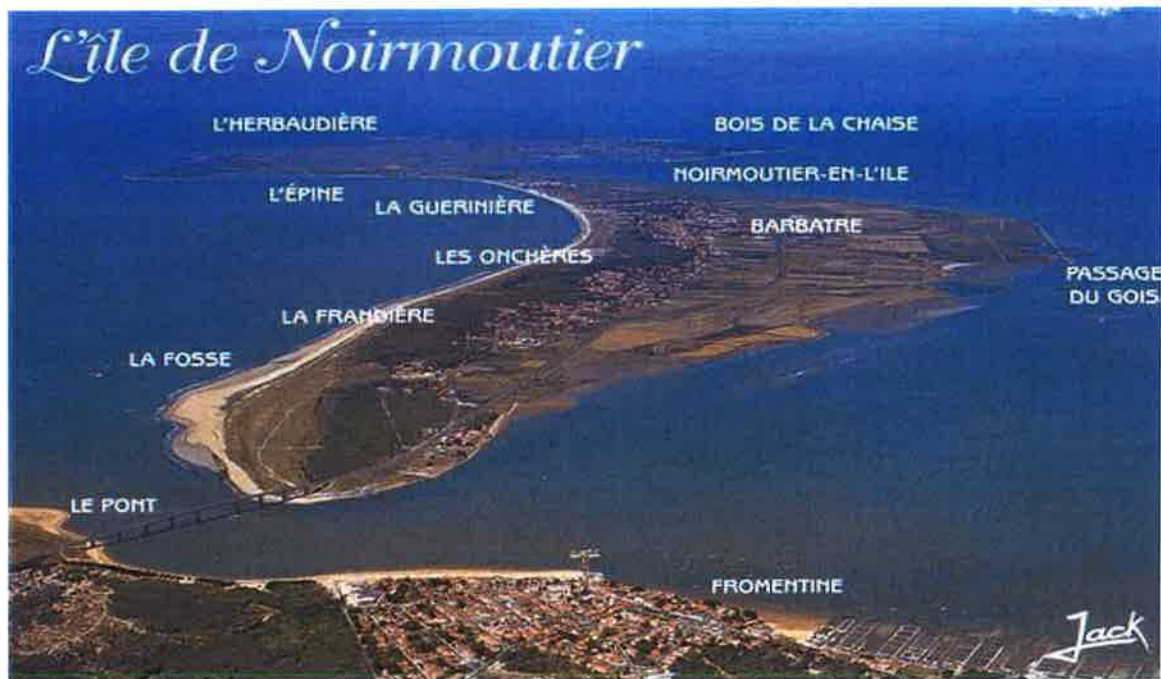 L'île de Noirmoutier
L'HERBAUDIÈRE
BOIS DE LA CHAISE
NOIRMOUTIER-EN-L'ILE
L'ÉPINE
LA GUERINIÈRE
BARBATRE
LES ONCHÈRES
PASSAGE
DU GOIS
LA FRANDIÈRE
LA FOSSE
LE PONT
FROMENTINE
Jack